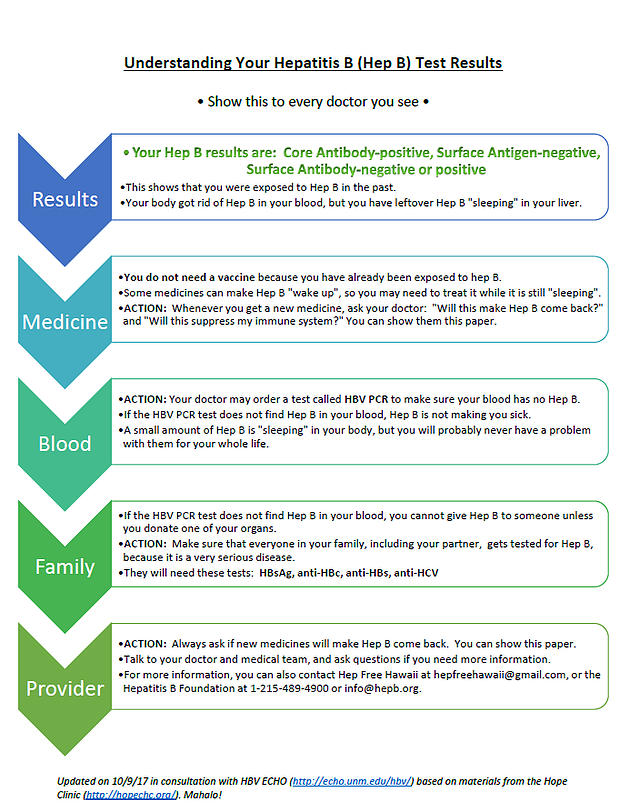 Understanding Your Hepatitis B (Hep B) Test Results
• Show this to every doctor you see •
Results
• Your Hep B results are: Core Antibody-positive, Surface Antigen-negative,
Surface Antibody-negative or positive
•This shows that you were exposed to Hep B in the past.
•Your body got rid of Hep B in your blood, but you have leftover Hep B "sleeping" in your liver.
Medicine
•You do not need a vaccine because you have already been exposed to hep B.
•Some medicines can make Hep B "wake up", so you may need to treat it while it is still "sleeping".
•ACTION: Whenever you get a new medicine, ask your doctor: "Will this make Hep B come back?"
and "Will this suppress my immune system?" You can show them this paper.
Blood
•ACTION: Your doctor may order a test called HBV PCR to make sure your blood has no Hep B.
•If the HBV PCR test does not find Hep B in your blood, Hep B is not making you sick.
•A small amount of Hep B is "sleeping" in your body, but you will probably never have a problem
with them for your whole life.
Family
•If the HBV PCR test does not find Hep B in your blood, you cannot give Hep B to someone unless
you donate one of your organs.
•ACTION: Make sure that everyone in your family, including your partner, gets tested for Hep B,
because it is a very serious disease.
•They will need these tests: HBsAg, anti-HBc, anti-HBs, anti-HCV
Provider
•ACTION: Always ask if new medicines will make Hep B come back. You can show this paper.
•Talk to your doctor and medical team, and ask questions if you need more information.
•For more information, you can also contact Hep Free Hawaii at hepfreehawaii@gmail.com, or the
Hepatitis B Foundation at 1-215-489-4900 or info@hepb.org.
Updated on 10/9/17 in consultation with HBV ECHO (http://echo.unm.edu/hbv/) based on materials from the Hope
Clinic (http://hopechc.org/). Mahalo!